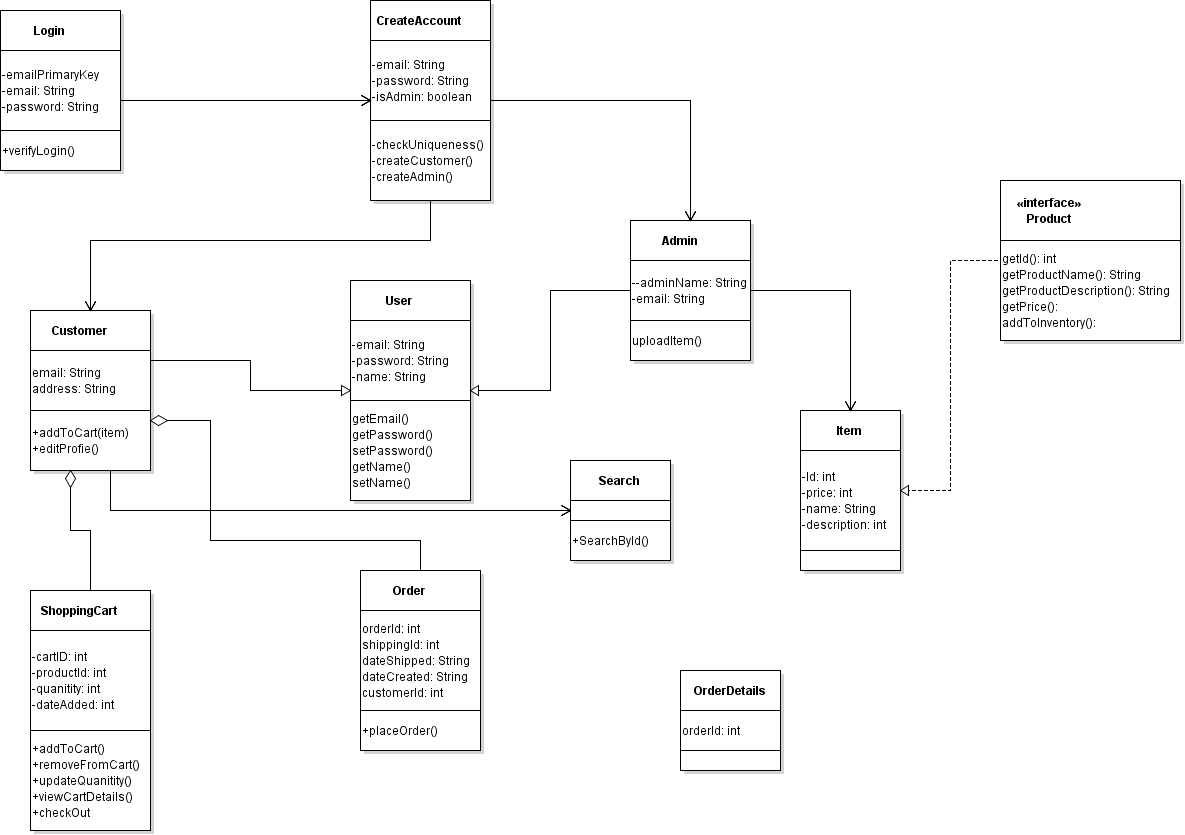 Login
-emailPrimaryKey
-email: String
-password: String
+verifyLogin()
CreateAccount
-email: String
-password: String
-isAdmin: boolean
-checkUniqueness()
-createCustomer()
-createAdmin()
«interface»
Product
getId(): int
getProductName(): String
getProductDescription(): String
getPrice():
addToInventory():
Admin
--adminName: String
-email: String
uploadItem()
User
-email: String
-password: String
-name: String
getEmail()
getPassword()
setPassword()
getName()
setName()
Customer
email: String
address: String
+addToCart(item)
+editProfie()
Item
-Id: int
-price: int
-name: String
-description: int
Search
+SearchById()
ShoppingCart
-cartID: int
-productId: int
-quanitity: int
-dateAdded: int
+addToCart()
+removeFromCart()
+updateQuanitity()
+viewCartDetails()
+checkOut
Order
orderId: int
shippingId: int
dateShipped: String
dateCreated: String
customerId: int
+placeOrder()
OrderDetails
orderId: int